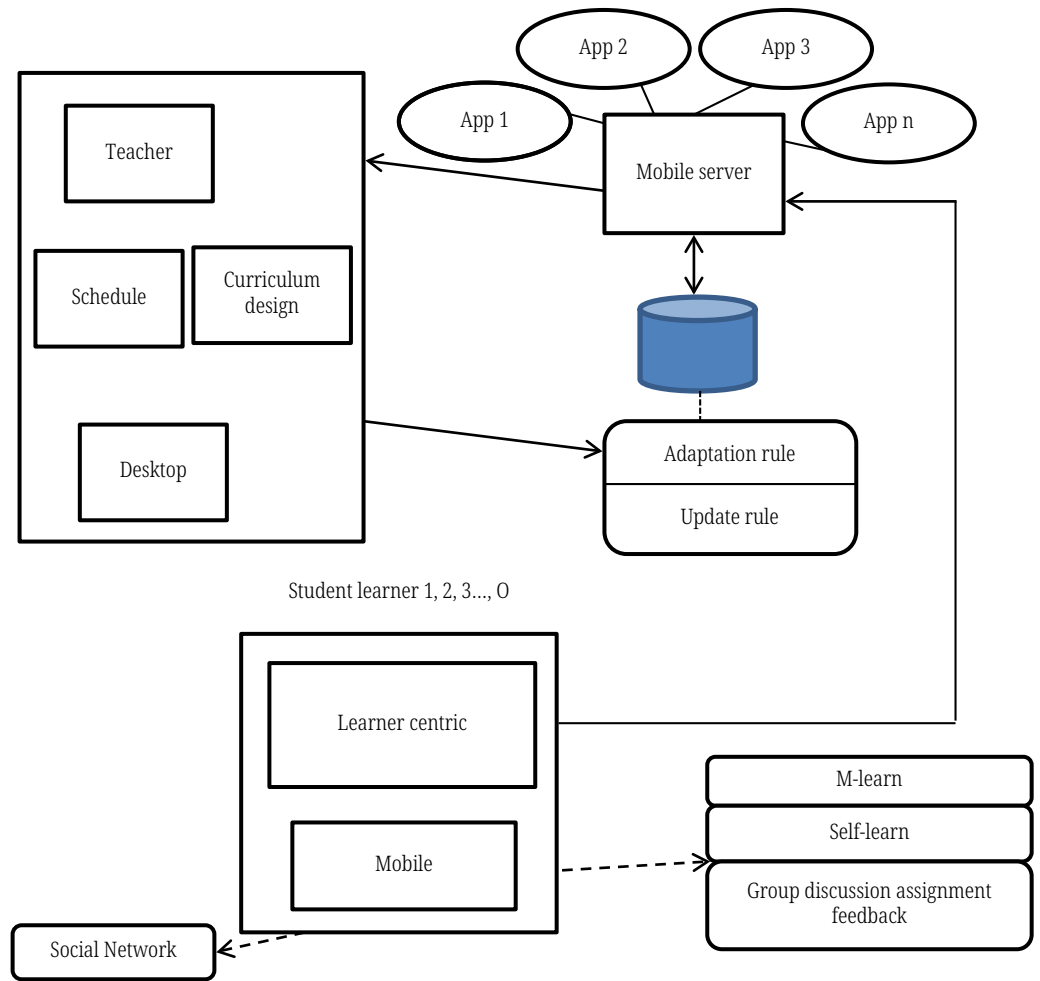 App 2
App 3
App 1
App n
Teacher
Mobile server
Schedule
Curriculum
design
Desktop
Adaptation rule
Update rule
Student learner 1, 2, 3..., O
Learner centric
Mobile
M-learn
Self-learn
Group discussion assignment
feedback
Social Network